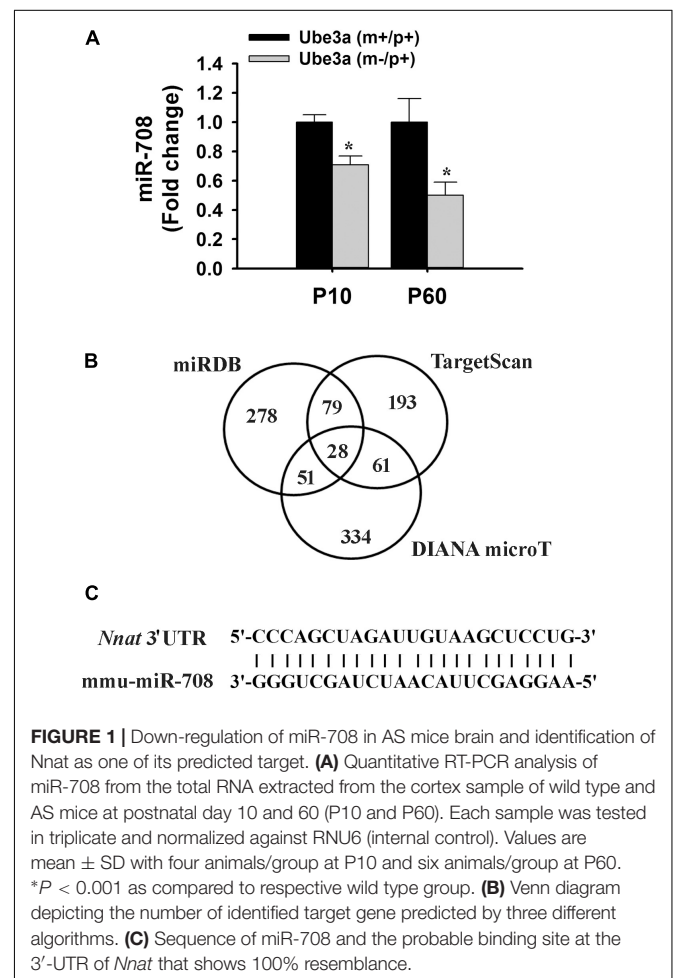 A
Ube3a (m+/p+)
Ube3a (m-/p+)
miR-708
(Fold change)
1.4
1.2
1.0
0.8
0.6
0.4
0.2
0.0
*
*
P10 P60
B
miRDB
TargetScan
278 79 193
28
51 61
334
DIANA microT
C
Nnat 3'UTR 5'-CCCAGCUAGAUUGUAAGCUCCUG-3'
mmu-miR-708 3'-GGGUCGAUCUAACAUUCGAGGAA-5'
FIGURE 1 | Down-regulation of miR-708 in AS mice brain and identification of
Nnat as one of its predicted target. (A) Quantitative RT-PCR analysis of
miR-708 from the total RNA extracted from the cortex sample of wild type and
AS mice at postnatal day 10 and 60 (P10 and P60). Each sample was tested
in triplicate and normalized against RNU6 (internal control). Values are
mean ± SD with four animals/group at P10 and six animals/group at P60.
*P < 0.001 as compared to respective wild type group. (B) Venn diagram
depicting the number of identified target gene predicted by three different
algorithms. (C) Sequence of miR-708 and the probable binding site at the
3′-UTR of Nnat that shows 100% resemblance.